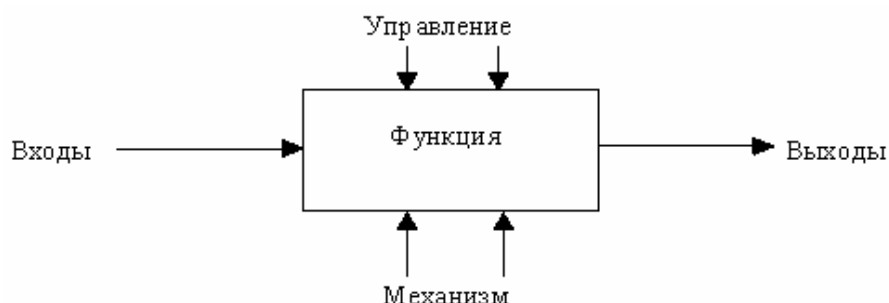 Управление
Функция
Входы
Выходы
Механизм